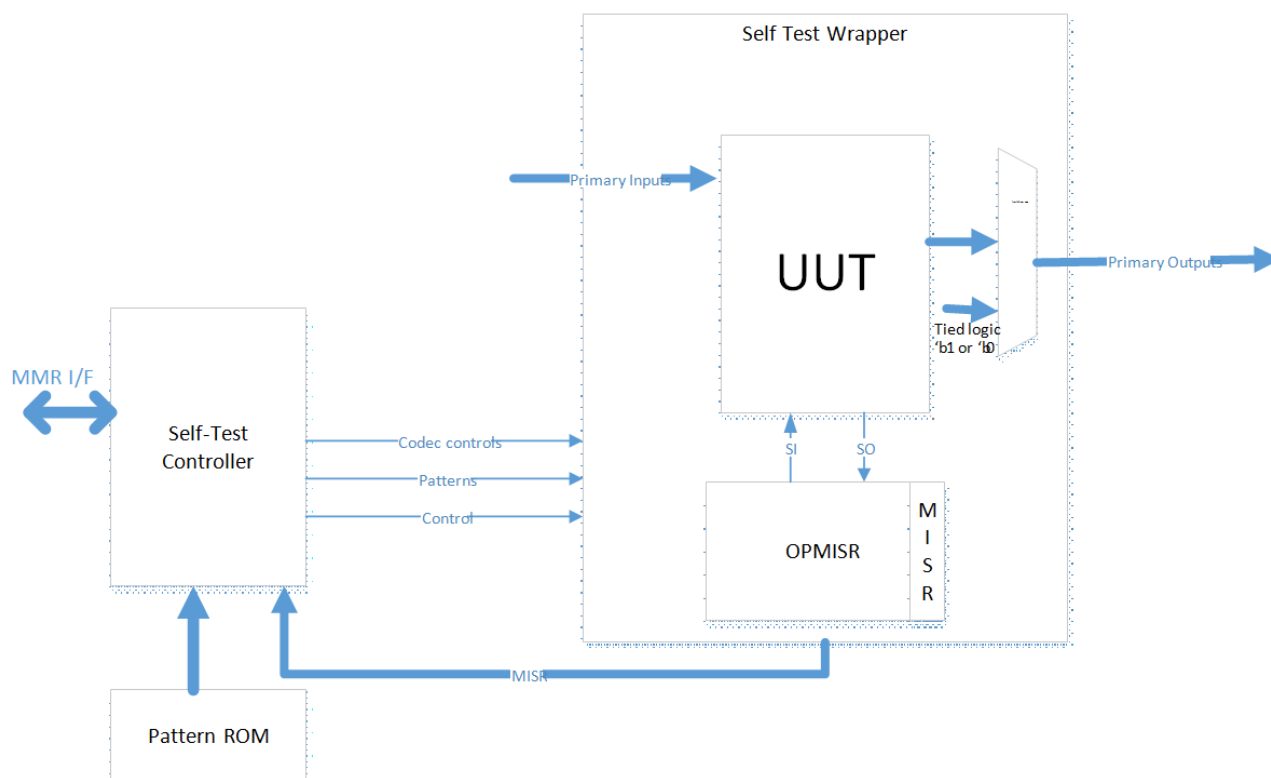 Self Test Wrapper
Primary Inputs
UUT
Primary Outputs
Tied logic
‘b1 or ‘b0
MMR I/F
Self-Test
Controller
Codec controls
Patterns
Control
SI
SO
OPMISR
M
I
S
R
MISR
Pattern ROM